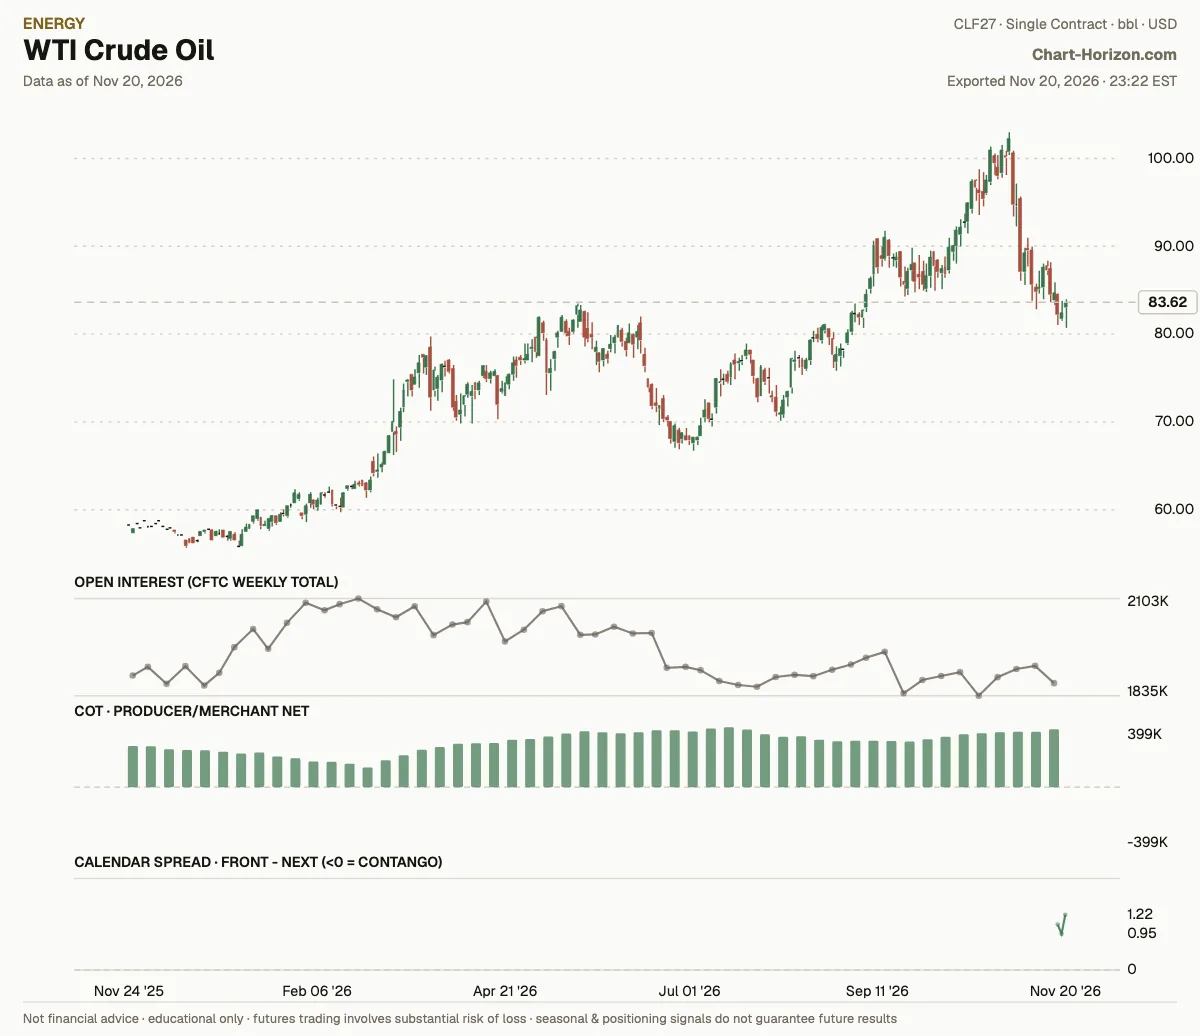 ENERGY
WTI Crude Oil
Data as of Nov 20, 2026
CLF27 · Single Contract · bbl · USD
Chart-Horizon.com
Exported Nov 20, 2026 · 23:22 EST
100.00
90.00
83.62
80.00
70.00
60.00
OPEN INTEREST (CFTC WEEKLY TOTAL)
2103K
1835K
COT · PRODUCER/MERCHANT NET
399K
-399K
CALENDAR SPREAD · FRONT - NEXT (<0 = CONTANGO)
1.22
0.95
0
Nov 24 '25 Feb 06 '26 Apr 21 '26 Jul 01 '26 Sep 11 '26 Nov 20 '26
Not financial advice · educational only · futures trading involves substantial risk of loss · seasonal & positioning signals do not guarantee future results